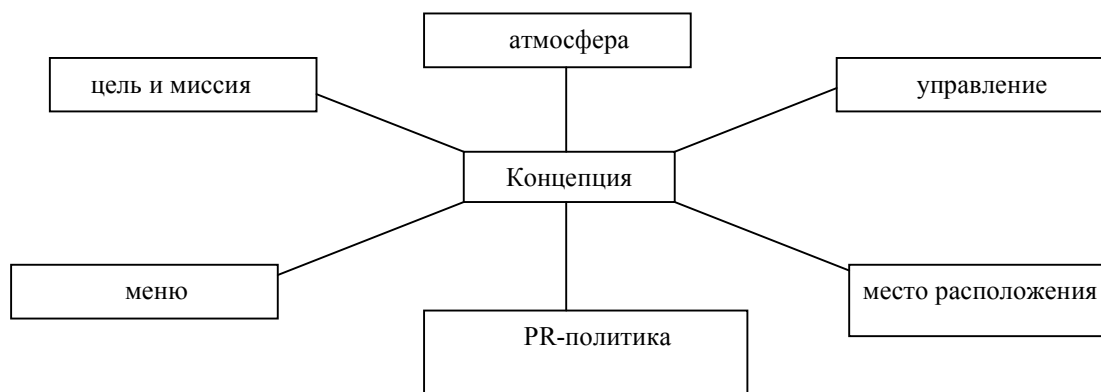 атмосфера
цель и миссия
управление
Концепция
меню
место расположения
PR-политика